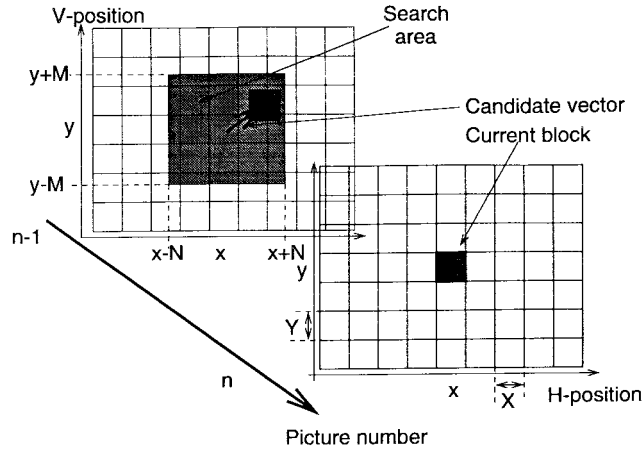 V-position
Search
area
y+M
y
y-M
Candidate vector
Current block
n-1
x-N x x+N
y
Y
n
x X H-position
Picture number